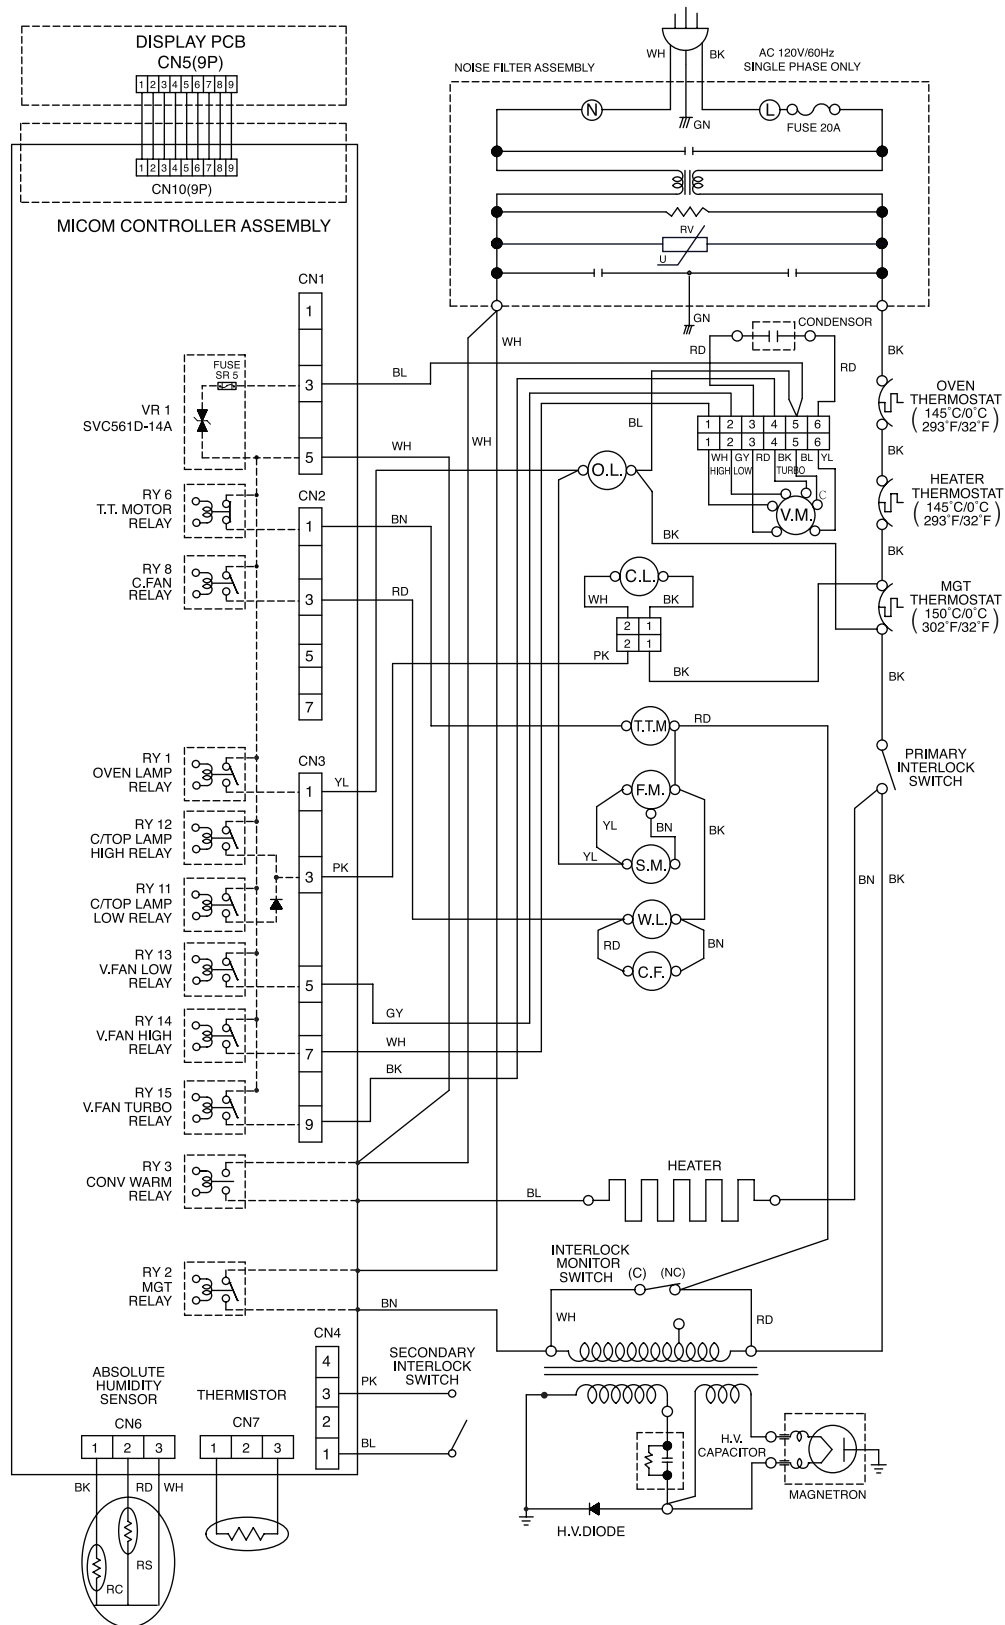 DISPLAY PCB
CN5(9P)
1 2 3 4 5 6 7 8 9
1 2 3 4 5 6 7 8 9
CN10(9P)
MICOM CONTROLLER ASSEMBLY
WH
BK
AC 120V/60Hz
SINGLE PHASE ONLY
NOISE FILTER ASSEMBLY
N
GN
L
FUSE 20A
RV
U
GN
WH
CN1
1
3
5
FUSE
SR 5
VR 1
SVC561D-14A
BL
WH
WH
RD
CONDENSOR
RD
BL
1 2 3 4 5 6
1 2 3 4 5 6
WH GY RD BK BL YL
HIGH LOW TURBO
C
V.M.
O.L.
BK
BK
OVEN
THERMOSTAT
145°C/0°C
293°F/32°F
BK
HEATER
THERMOSTAT
145°C/0°C
293°F/32°F
BK
MGT
THERMOSTAT
150°C/0°C
302°F/32°F
BK
RY 6
T.T. MOTOR
RELAY
RY 8
C.FAN
RELAY
CN2
1
3
5
7
BN
RD
C.L.
WH
BK
2 1
2 1
PK
BK
T.T.M
RD
F.M.
YL
BN
BK
YL
S.M.
W.L.
RD
BN
C.F.
PRIMARY
INTERLOCK
SWITCH
BN
BK
RY 1
OVEN LAMP
RELAY
RY 12
C/TOP LAMP
HIGH RELAY
RY 11
C/TOP LAMP
LOW RELAY
RY 13
V.FAN LOW
RELAY
RY 14
V.FAN HIGH
RELAY
RY 15
V.FAN TURBO
RELAY
CN3
1
3
5
7
9
YL
PK
GY
WH
BK
RY 3
CONV WARM
RELAY
BL
HEATER
RY 2
MGT
RELAY
BN
INTERLOCK
MONITOR
SWITCH
(C)
(NC)
WH
RD
CN4
4
3
2
1
PK
BL
SECONDARY
INTERLOCK
SWITCH
ABSOLUTE
HUMIDITY
SENSOR
CN6
1 2 3
BK
RD
WH
RS
RC
THERMISTOR
CN7
1 2 3
H.V.
CAPACITOR
MAGNETRON
H.V.DIODE